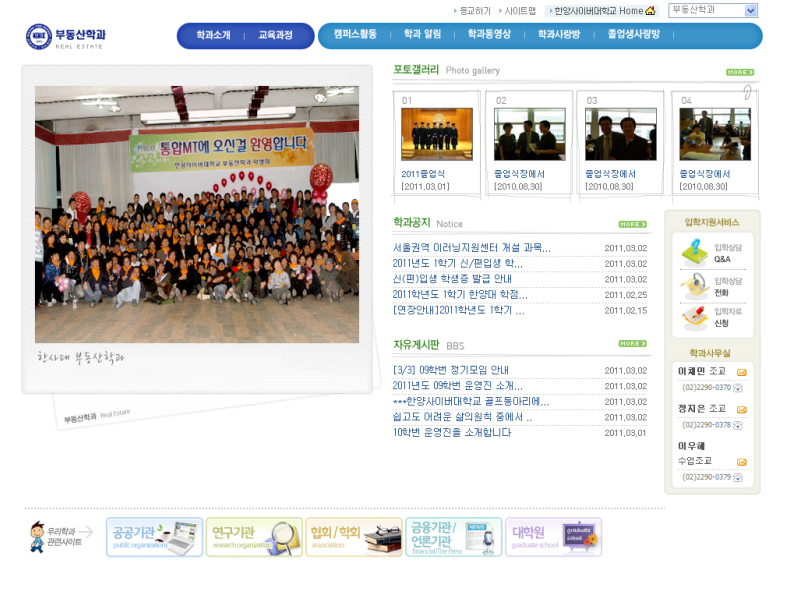 등교하기
사이트맵
한양사이버대학교 Home
부동산학과
부동산학과
REAL ESTATE
학과소개
교육과정
캠퍼스활동
학과 알림
학과동영상
학과사랑방
졸업생사랑방
통합MT에 오신걸 환영합니다
한양사이버대학교 부동산학과
한사대 부동산학과
부동산학과 Real Estate
포토갤러리 Photo gallery
MORE
01
02
03
04
2011졸업식
[2011,03,01]
졸업식장에서
[2010,08,30]
졸업식장에서
[2010,08,30]
졸업식장에서
[2010,08,30]
학과공지 Notice
MORE
서울권역 이러닝지원센터 개설 과목... 2011,03,02
2011년도 1학기 신/편입생 학,.. 2011,03,02
신(편)입생 학생증 발급 안내 2011,03,02
2011학년도 1학기 한양대 학점... 2011,02,25
[연장안내]2011학년도 1학기 ... 2011,02,15
자유게시판 BBS
MORE
[3/3] 09학번 정기모임 안내 2011,03,02
2011년도 09학번 운영진 소개... 2011,03,02
***한양사이버대학교 골프동아리에... 2011,03,02
쉽고도 어려운 삶의원칙 중에서 .. 2011,03,02
10학번 운영진을 소개합니다 2011,03,01
입학지원서비스
입학상담
Q&A
입학상담
전화
입학자료
신청
학과사무실
이채민 조교
(02)2290-0370
정지은 조교
(02)2290-0378
이우혜
수업조교
(02)2290-0379
우리학과
관련사이트
공공기관
public organizations
연구기관
research organization
협회/학회
association
금융기관/
언론기관
financial/The Press
NEWS
대학원
graduate school
graduate
school